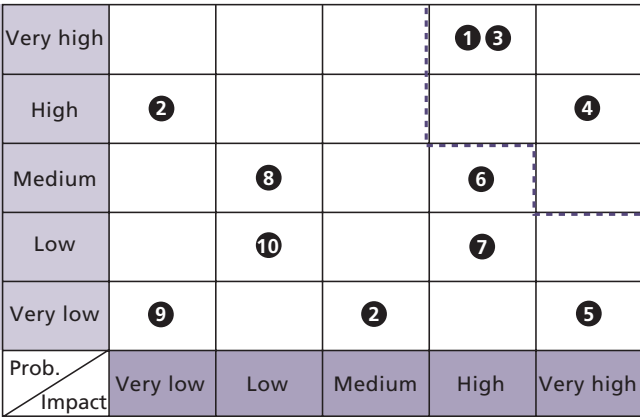 Very high 1 3
High 2 4
Medium 8 6
Low 10 7
Very low 9 2 5
Prob.
Impact
Very low Low Medium High Very high